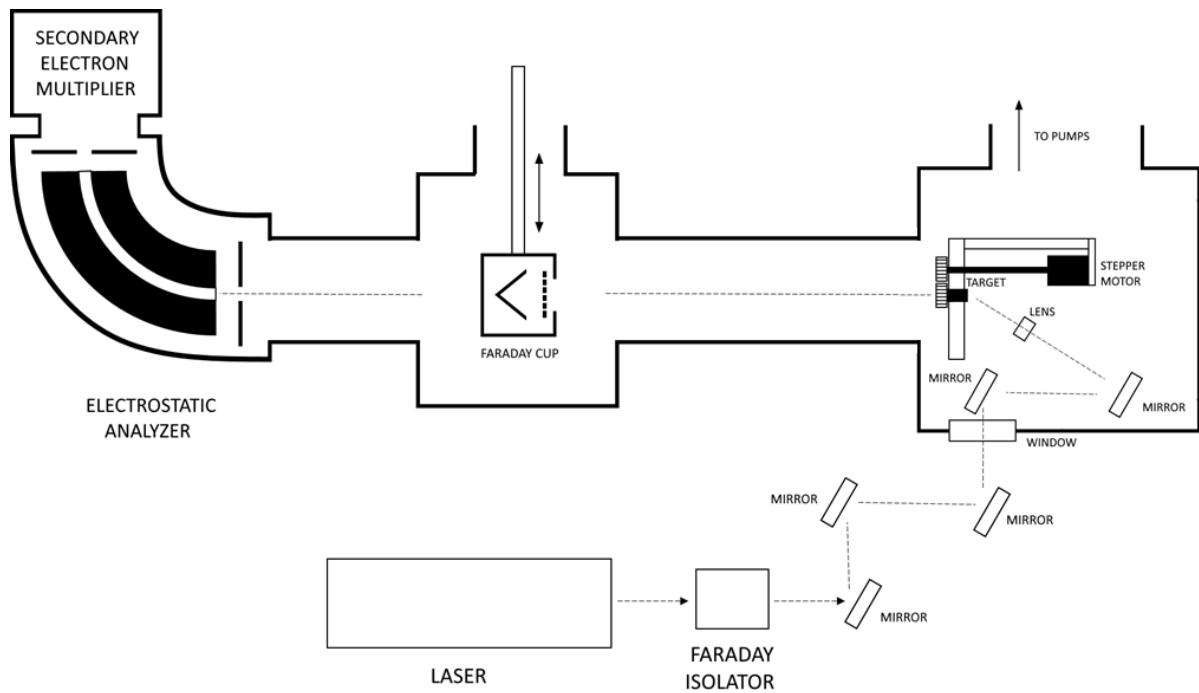 SECONDARY
ELECTRON
MULTIPLIER
TO PUMPS
STEPPER
MOTOR
TARGET
LENS
FARADAY CUP
MIRROR
MIRROR
ELECTROSTATIC
ANALYZER
WINDOW
MIRROR
MIRROR
MIRROR
LASER
FARADAY
ISOLATOR